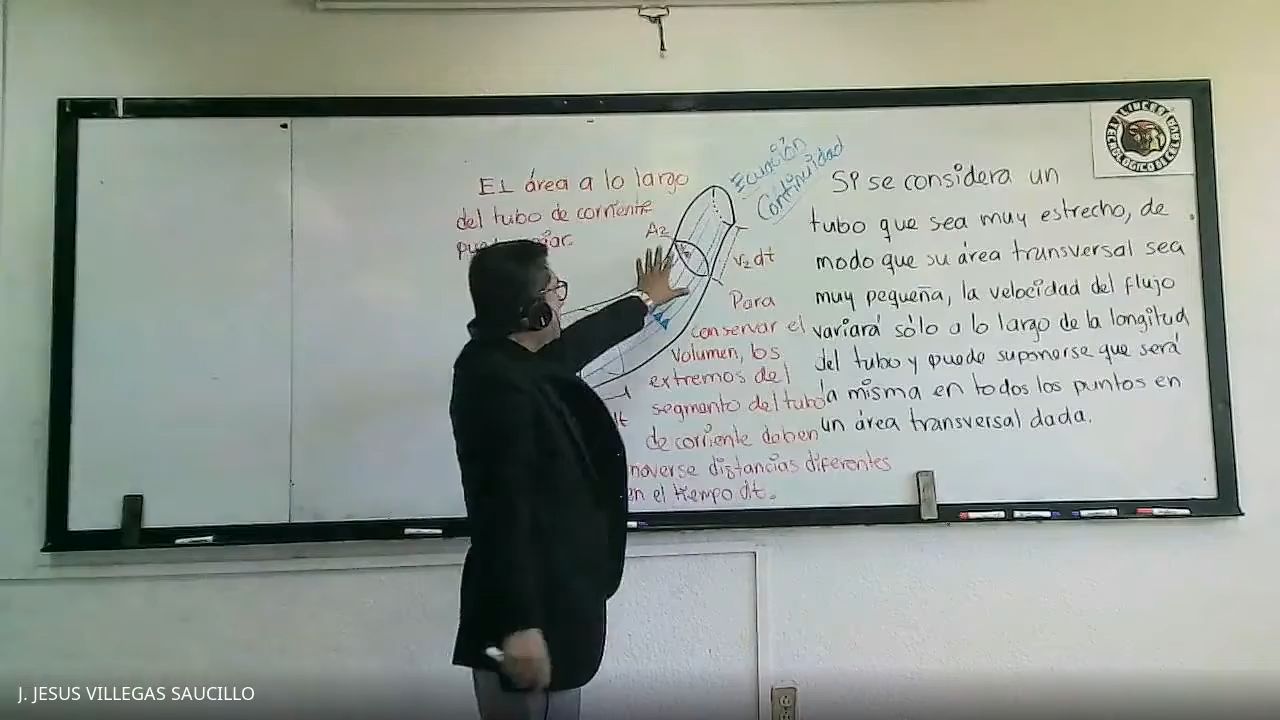 El área a lo largo
del tubo de corriente
A2
Ecuación
Continuidad
v2 dt
Para
conservar el
Volumen, los
extremos del
segmento del tubo
de corriente deben
moverse distancias diferentes
en el tiempo dt.
Si se considera un
tubo que sea muy estrecho, de
modo que su área transversal sea
muy pequeña, la velocidad del flujo
variará sólo a lo largo de la longitud
del tubo y puede suponerse que será
la misma en todos los puntos en
un área transversal dada.
J. JESUS VILLEGAS SAUCILLO